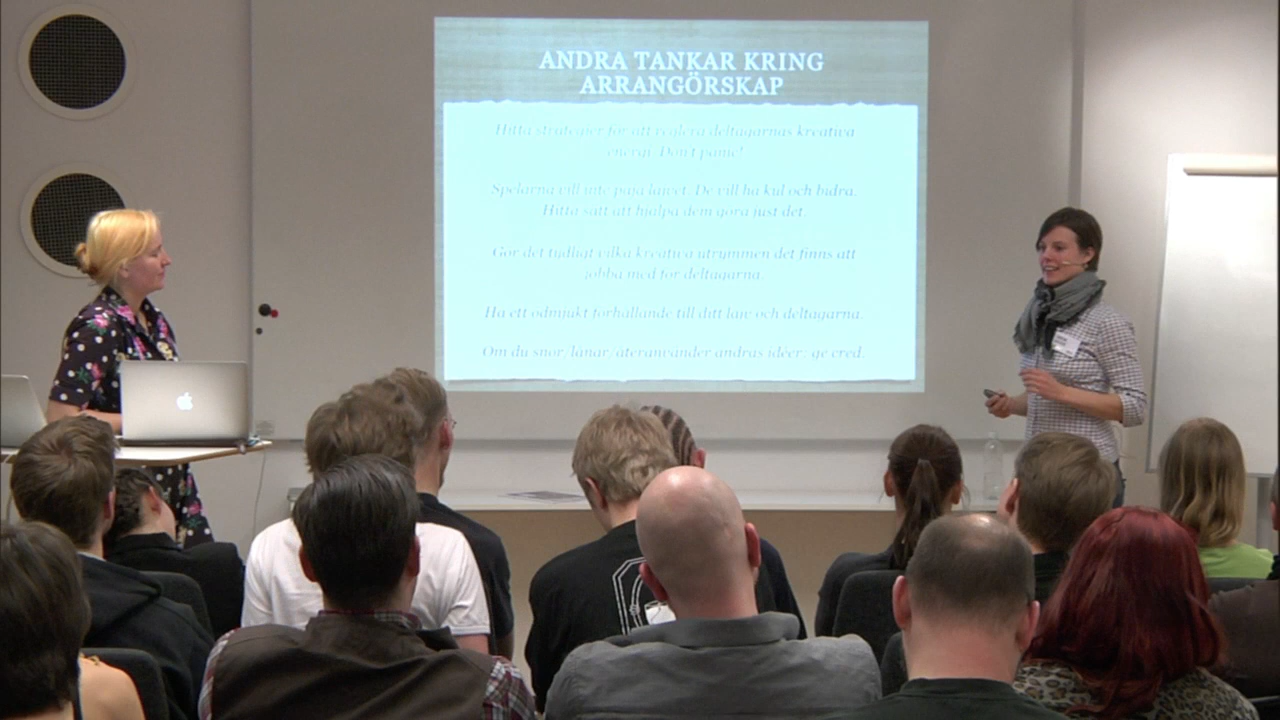 ANDRA TANKAR KRING
ARRANGÖRSKAP
Hitta strategier för att reglera deltagarnas kreativa
energi. Don't panic!
Spelarna vill inte paja lajvet. De vill ha kul och bidra.
Hitta sätt att hjälpa dem göra just det.
Gör det tydligt vilka kreativa utrymmen det finns att
jobba med för deltagarna.
Ha ett ödmjukt förhållande till ditt lajv och deltagarna.
Om du snor/lånar/återanvänder andras idéer: ge cred.